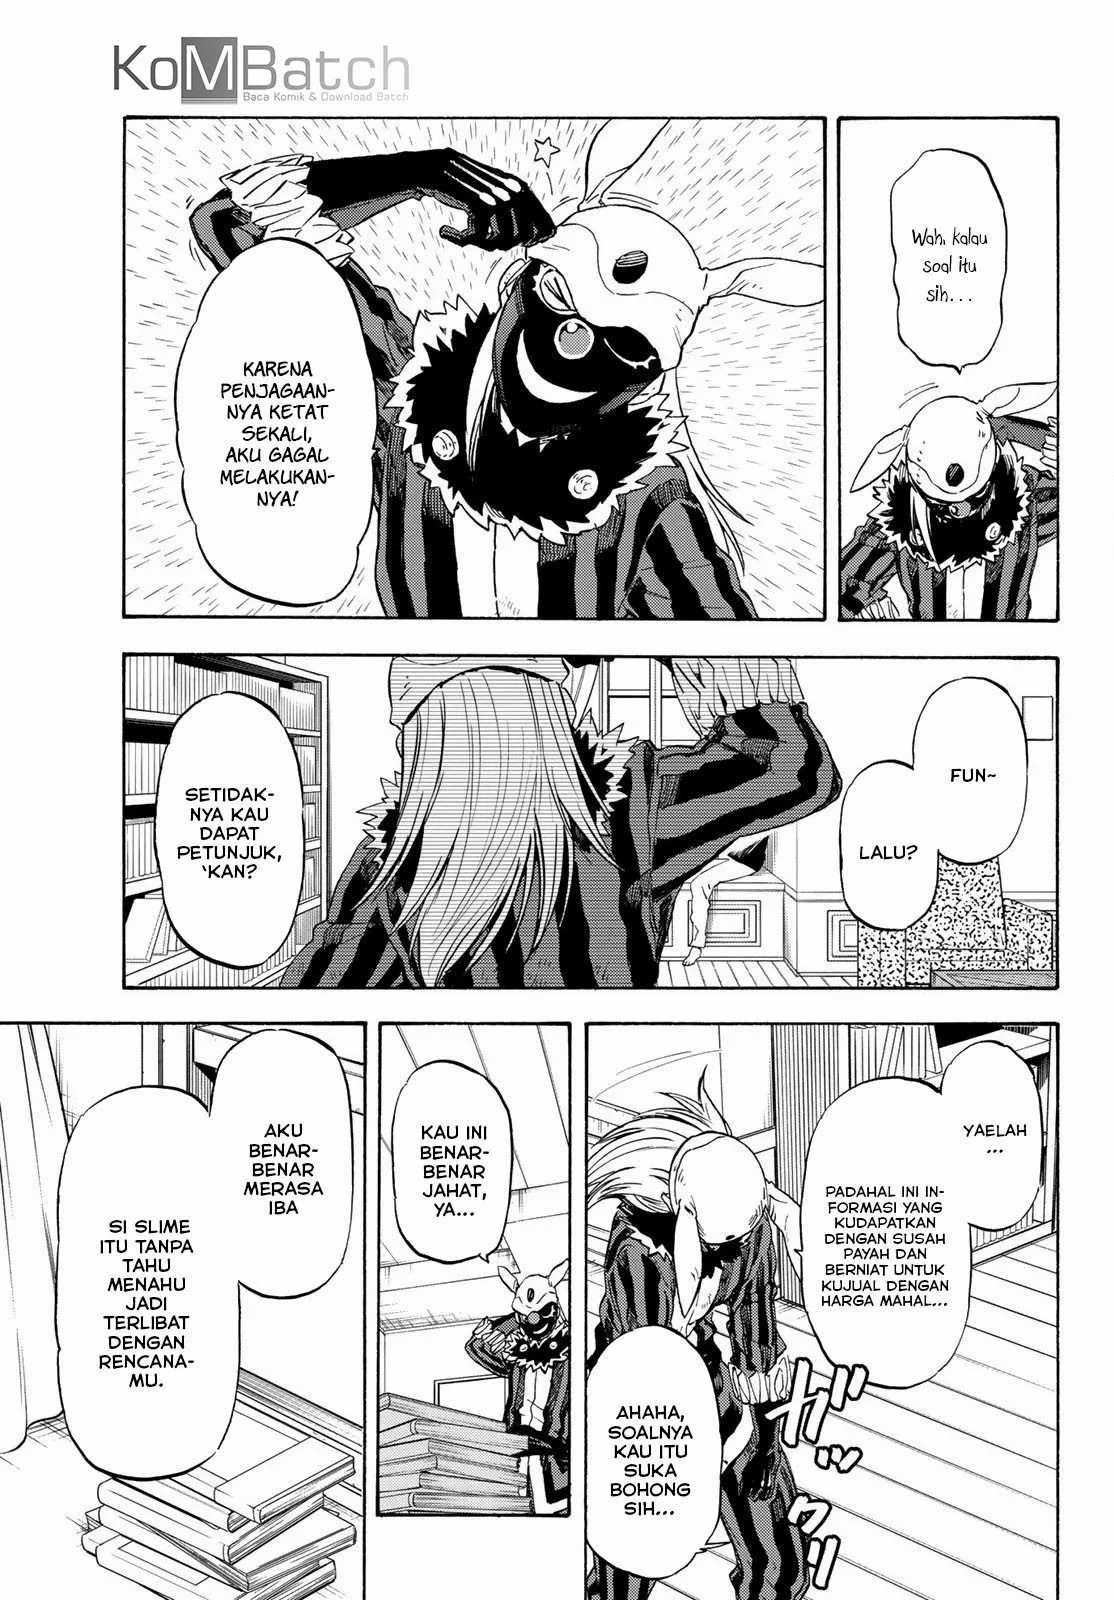 KoMBatch
Baca Komik & Download Batch
Wah, kalau
soal itu
sih...
KARENA
PENJAGAAN-
NYA KETAT
SEKALI,
AKU GAGAL
MELAKUKAN-
NYA!
FUN~
LALU?
SETIDAK-
NYA KAU
DAPAT
PETUNJUK,
'KAN?
YAELAH
...
PADAHAL INI IN-
FORMASI YANG
KUDAPATKAN
DENGAN SUSAH
PAYAH DAN
BERNIAT UNTUK
KUJUAL DENGAN
HARGA MAHAL...
AHAHA,
SOALNYA
KAU ITU
SUKA
BOHONG
SIH...
ガクッ
KAU INI
BENAR-
BENAR
JAHAT,
YA...
AKU
BENAR-
BENAR
MERASA
IBA
SI SLIME
ITU TANPA
TAHU
MENAHU
JADI
TERLIBAT
DENGAN
RENCANA-
MU.